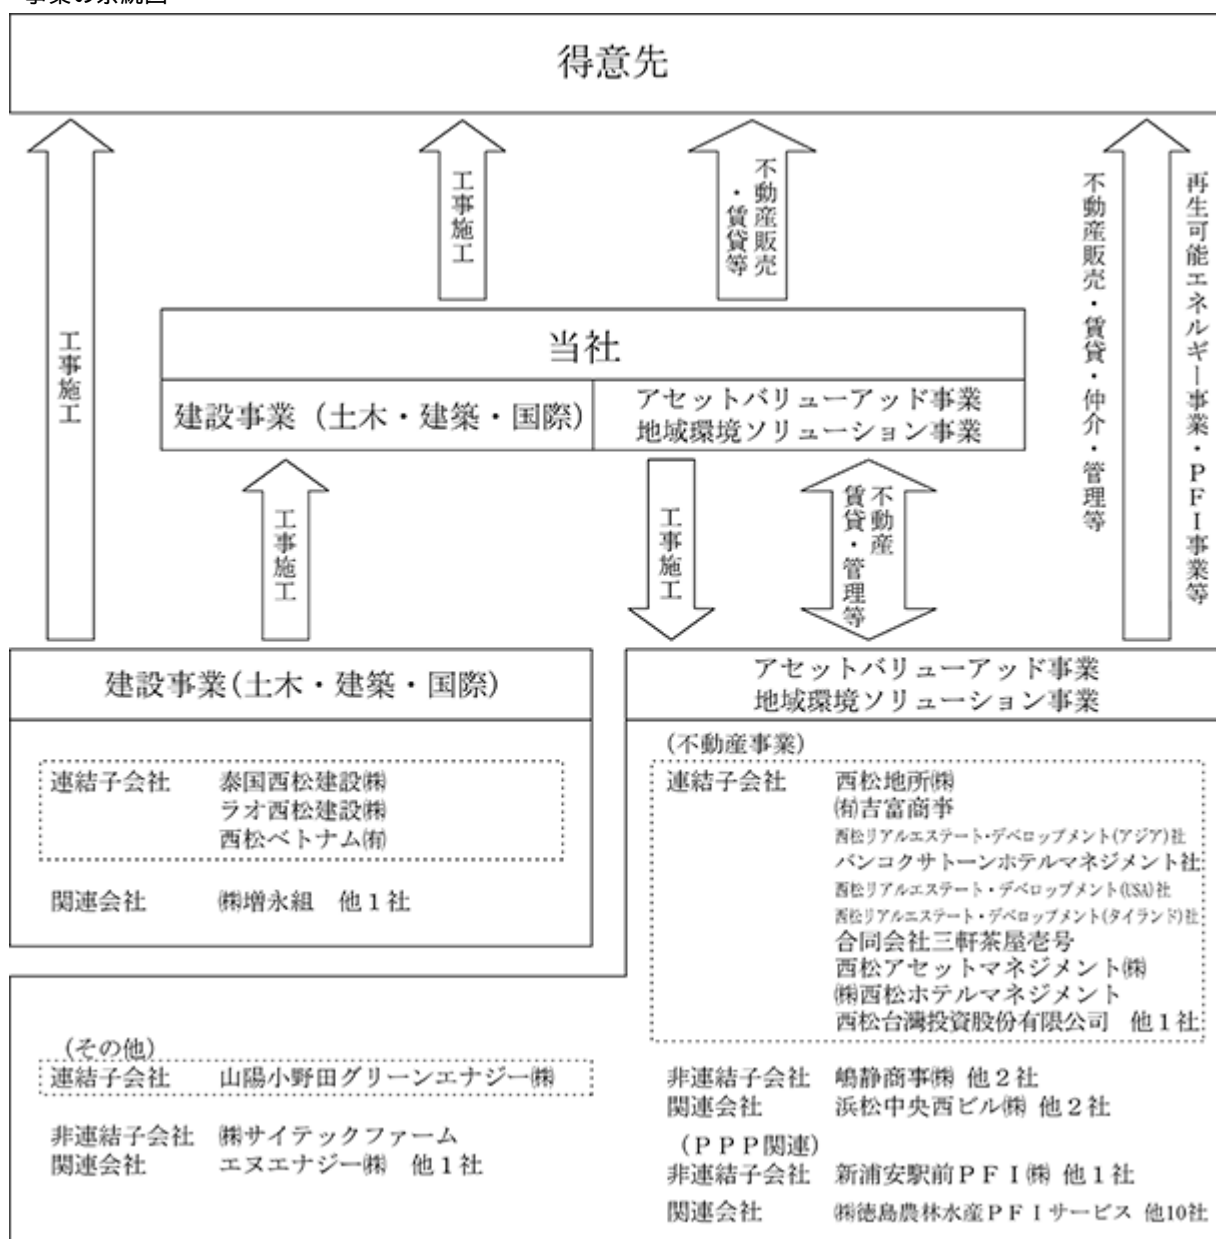 事業の系統図
得意先
工事施工
工事施工
不動産販売
・賃貸等
不動産販売・賃貸・仲介・管理等
再生可能エネルギー事業・PFI事業等
当社
建設事業（土木・建築・国際）
アセットバリューアッド事業
地域環境ソリューション事業
工事施工
工事施工
不動産
賃貸・管理等
建設事業(土木・建築・国際)
連結子会社　泰国西松建設㈱
ラオ西松建設㈱
西松ベトナム㈲
関連会社　㈱増永組　他１社
アセットバリューアッド事業
地域環境ソリューション事業
(不動産事業)
連結子会社　西松地所㈱
㈲吉富商亊
西松リアルエステート・デベロップメント(アジア)社
バンコクサトーンホテルマネジメント社
西松リアルエステート・デベロップメント(USA)社
西松リアルエステート・デベロップメント(タイランド)社
合同会社三軒茶屋壱号
西松アセットマネジメント㈱
㈱西松ホテルマネジメント
西松台灣投資股份有限公司　他１社
非連結子会社　嶋静商事㈱ 他２社
関連会社　浜松中央西ビル㈱ 他２社
(ＰＰＰ関連)
非連結子会社　新浦安駅前ＰＦＩ㈱ 他１社
関連会社　㈱徳島農林水産ＰＦＩサービス 他10社
(その他)
連結子会社　山陽小野田グリーンエナジー㈱
非連結子会社　㈱サイテックファーム
関連会社　エヌエナジー㈱　他１社